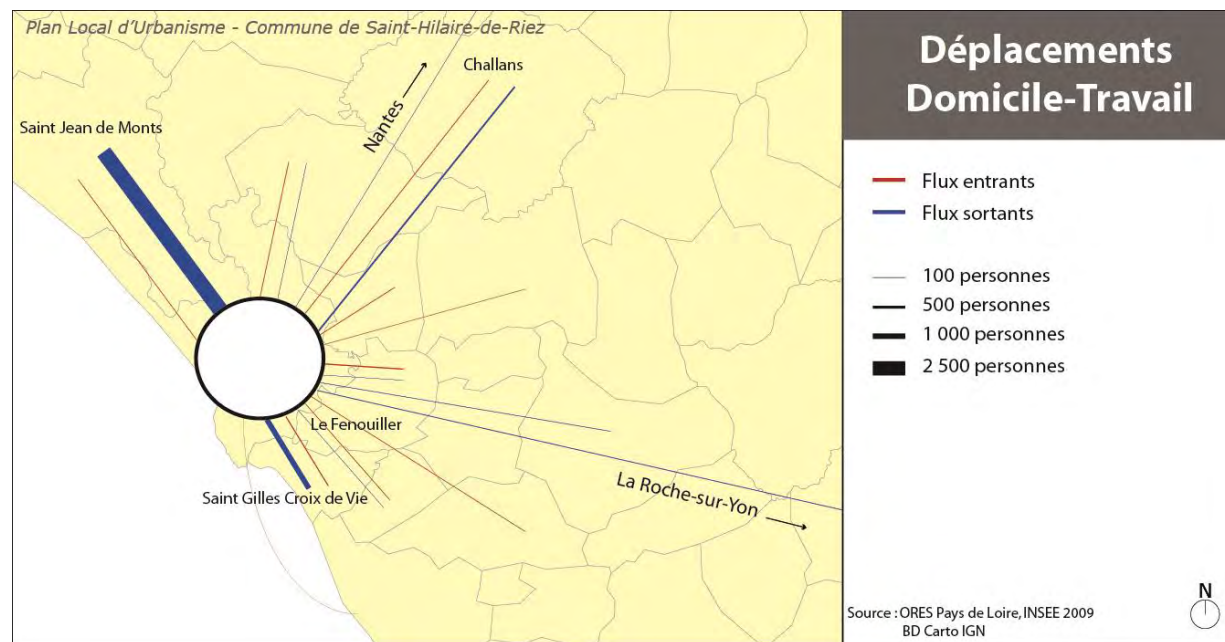 Plan Local d'Urbanisme - Commune de Saint-Hilaire-de-Riez
Déplacements
Domicile-Travail
Challans
Nantes
Saint Jean de Monts
Flux entrants
Flux sortants
100 personnes
500 personnes
1 000 personnes
2 500 personnes
Le Fenouiller
Saint Gilles Croix de Vie
La Roche-sur-Yon
N
Source : ORES Pays de Loire, INSEE 2009
BD Carto IGN